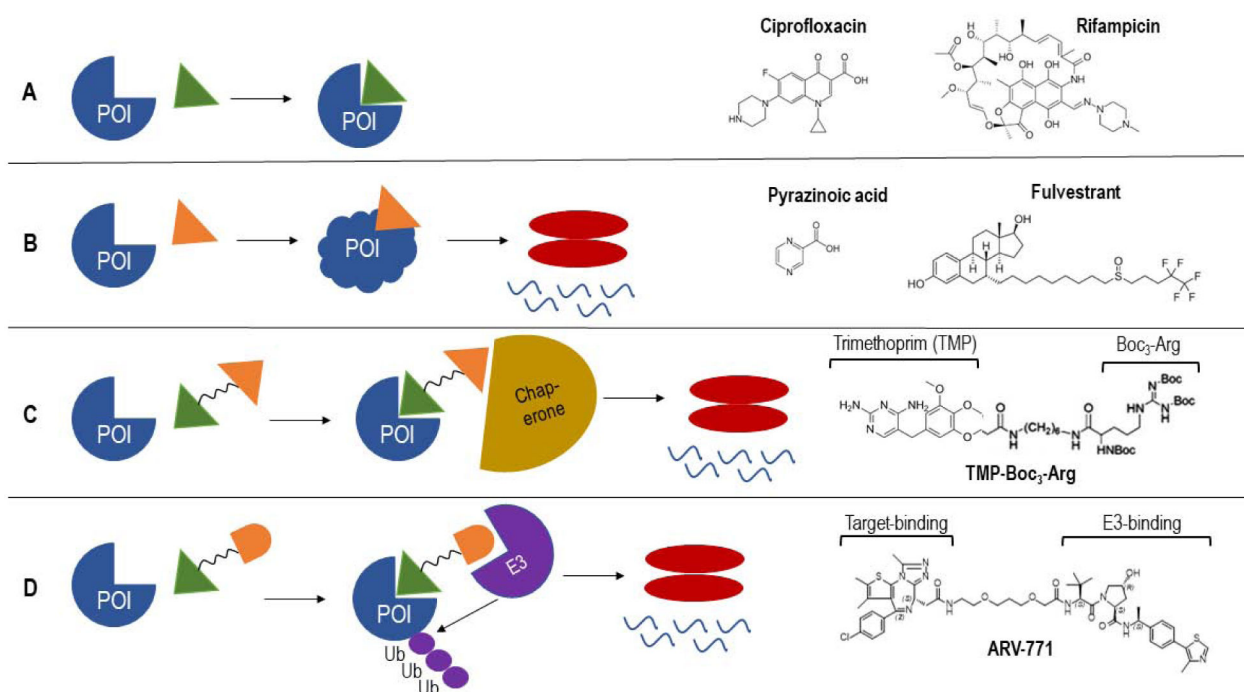 Ciprofloxacin
Rifampicin
A
POI
POI
Pyrazinoic acid
Fulvestrant
B
POI
POI
Trimethoprim (TMP)
Boc₃-Arg
C
POI
POI
Chap-
erone
TMP-Boc₃-Arg
Target-binding
E3-binding
D
POI
POI
E3
Ub
Ub
Ub
ARV-771